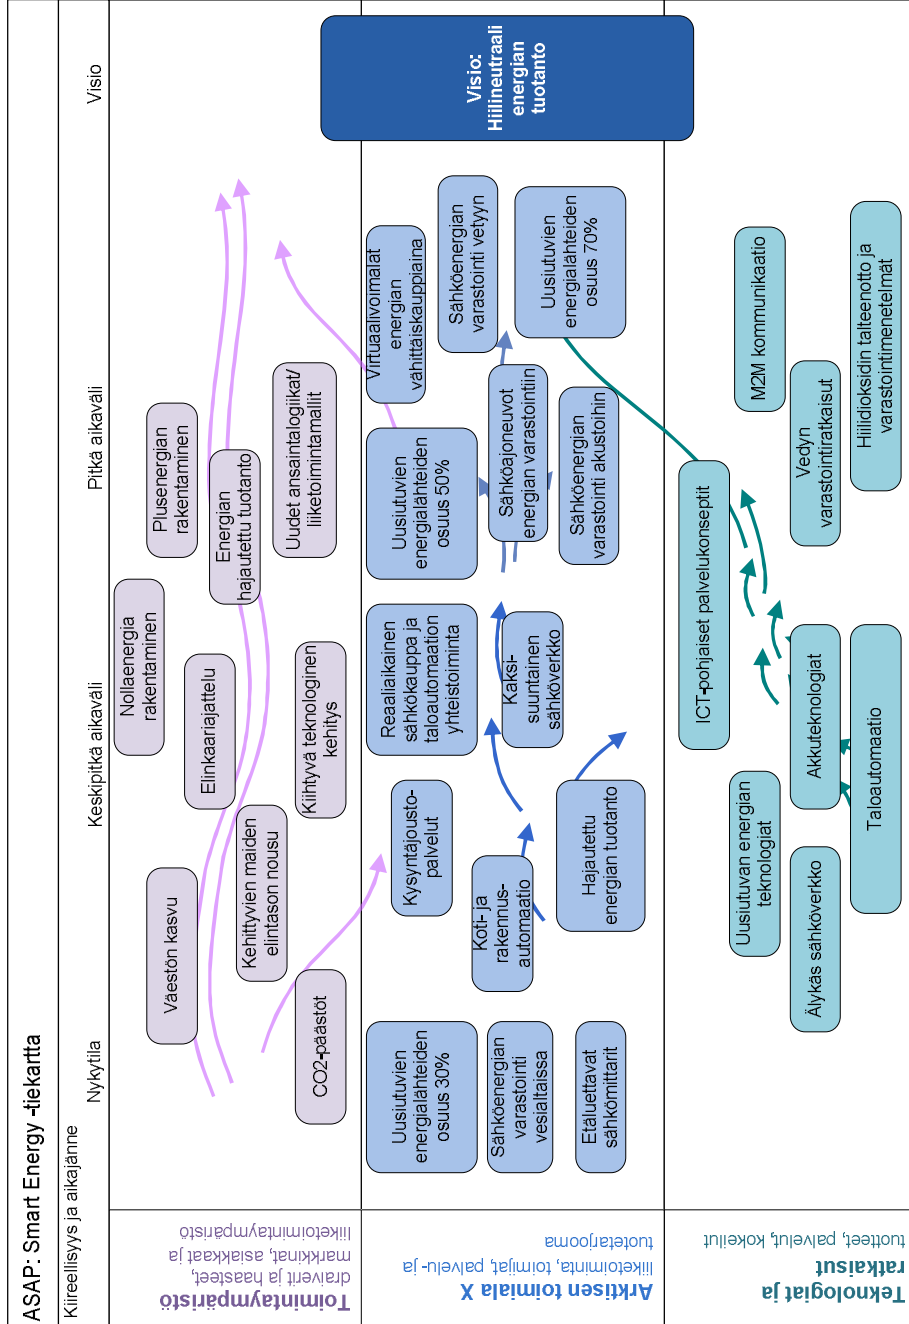 ASAP: Smart Energy -tiekartta
Kiireellisyys ja aikajänne
Nykytila
Keskipitkä aikaväli
Pitkä aikaväli
Visio
Toimintaympäristö
draiverit ja haasteet,
markkinat, asiakkaat ja
liiketoimintaympäristö
Väestön kasvu
Nollaenergia
rakentaminen
Plusenergian
rakentaminen
Elinkaariajattelu
Energian
hajautettu tuotanto
Kehittyvien maiden
elintason nousu
CO2-päästöt
Kiihtyvä teknologinen
kehitys
Uudet ansaintalogiikat/
liiketoimintamallit
Visio:
Hiilineutraali
energian
tuotanto
Arktisen toimiala X
liiketoiminta, toimijat, palvelu- ja
tuotetarjooma
Uusiutuvien
energialähteiden
osuus 30%
Sähköenergian
varastointi
vesialtaissa
Etäluettavat
sähkömittarit
Kysyntäjousto-
palvelut
Koti- ja
rakennus-
automaatio
Hajautettu
energian tuotanto
Reaaliaikainen
sähkökauppa ja
taloautomaation
yhteistoiminta
Kaksi-
suuntainen
sähköverkko
Uusiutuvien
energialähteiden
osuus 50%
Sähköajoneuvot
energian varastointiin
Sähköenergian
varastointi akustoihin
Virtuaalivoimalat
energian
vähittäiskauppiaina
Sähköenergian
varastointi vetyyn
Uusiutuvien
energialähteiden
osuus 70%
Teknologiat ja
ratkaisut
tuotteet, palvelut, kokeilut
ICT-pohjaiset palvelukonseptit
Uusiutuvan energian
teknologiat
Älykäs sähköverkko
Akkuteknologiat
Taloautomaatio
M2M kommunikaatio
Vedyn
varastointiratkaisut
Hiilidioksidin talteenotto ja
varastointimenetelmät